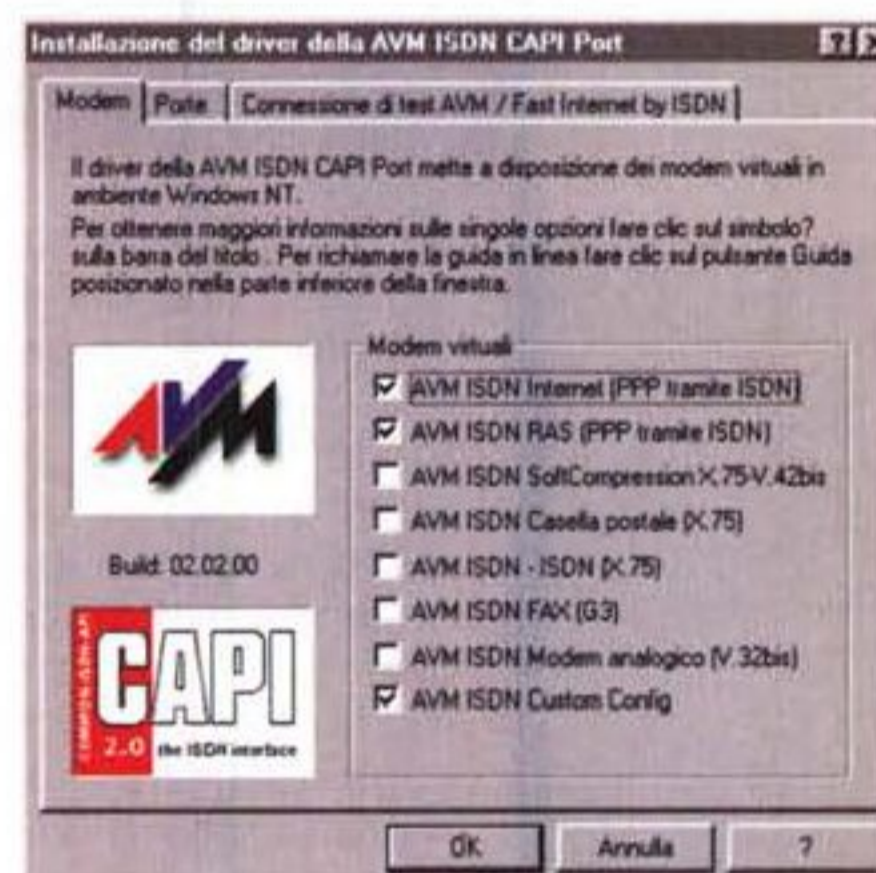 Installazione del driver della AVM ISDN CAPI Port
Modem
Porte
Connessione di test AVM / Fast Internet by ISDN
Il driver della AVM ISDN CAPI Port mette a disposizione dei modem virtuali in
ambiente Windows NT.
Per ottenere maggiori informazioni sulle singole opzioni fare clic sul simbolo?
sulla barra del titolo . Per richiamare la guida in linea fare clic sul pulsante Guida
posizionato nella parte inferiore della finestra.
AVM
Build: 02.02.00
COMMON-ISDN-API
CAPI
2.0 the ISDN interface
Modem virtuali
AVM ISDN Internet (PPP tramite ISDN)
AVM ISDN RAS (PPP tramite ISDN)
AVM ISDN SoftCompression X.75-V.42bis
AVM ISDN Casella postale (X.75)
AVM ISDN - ISDN (X.75)
AVM ISDN FAX (G3)
AVM ISDN Modem analogico (V.32bis)
AVM ISDN Custom Config
OK
Annulla
?